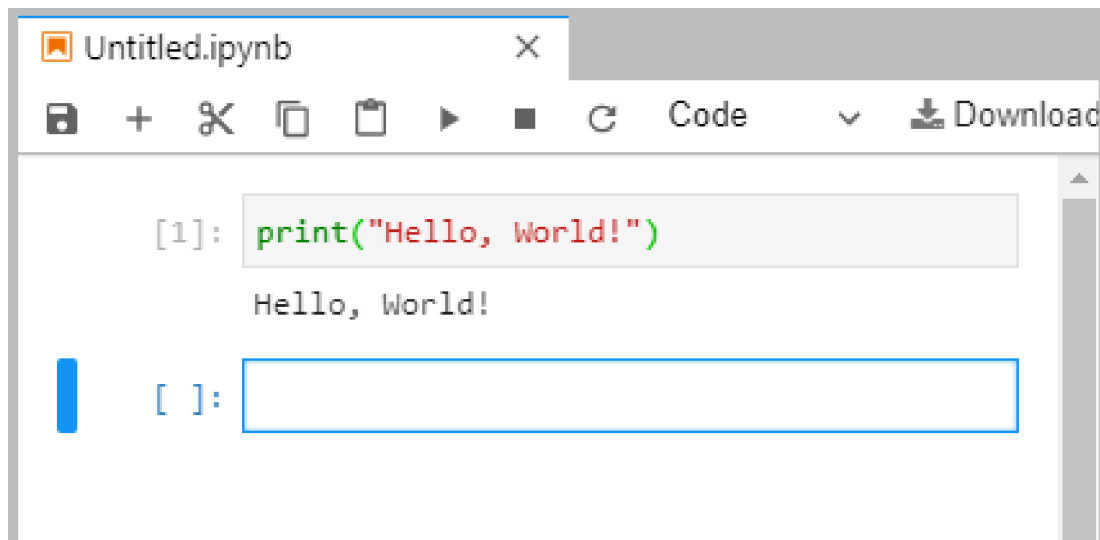 Untitled.ipynb
Code
Download
[1]: print("Hello, World!")
Hello, World!
[ ]: